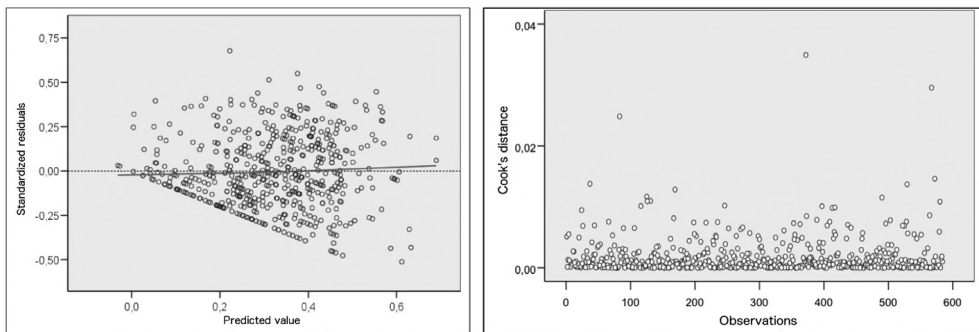 0,75
0,50
0,25
0,00
-0,25
-0,50
Standardized residuals
0,0 0,2 0,4 0,6
Predicted value
0,04
0,02
0,00
Cook's distance
0 100 200 300 400 500 600
Observations